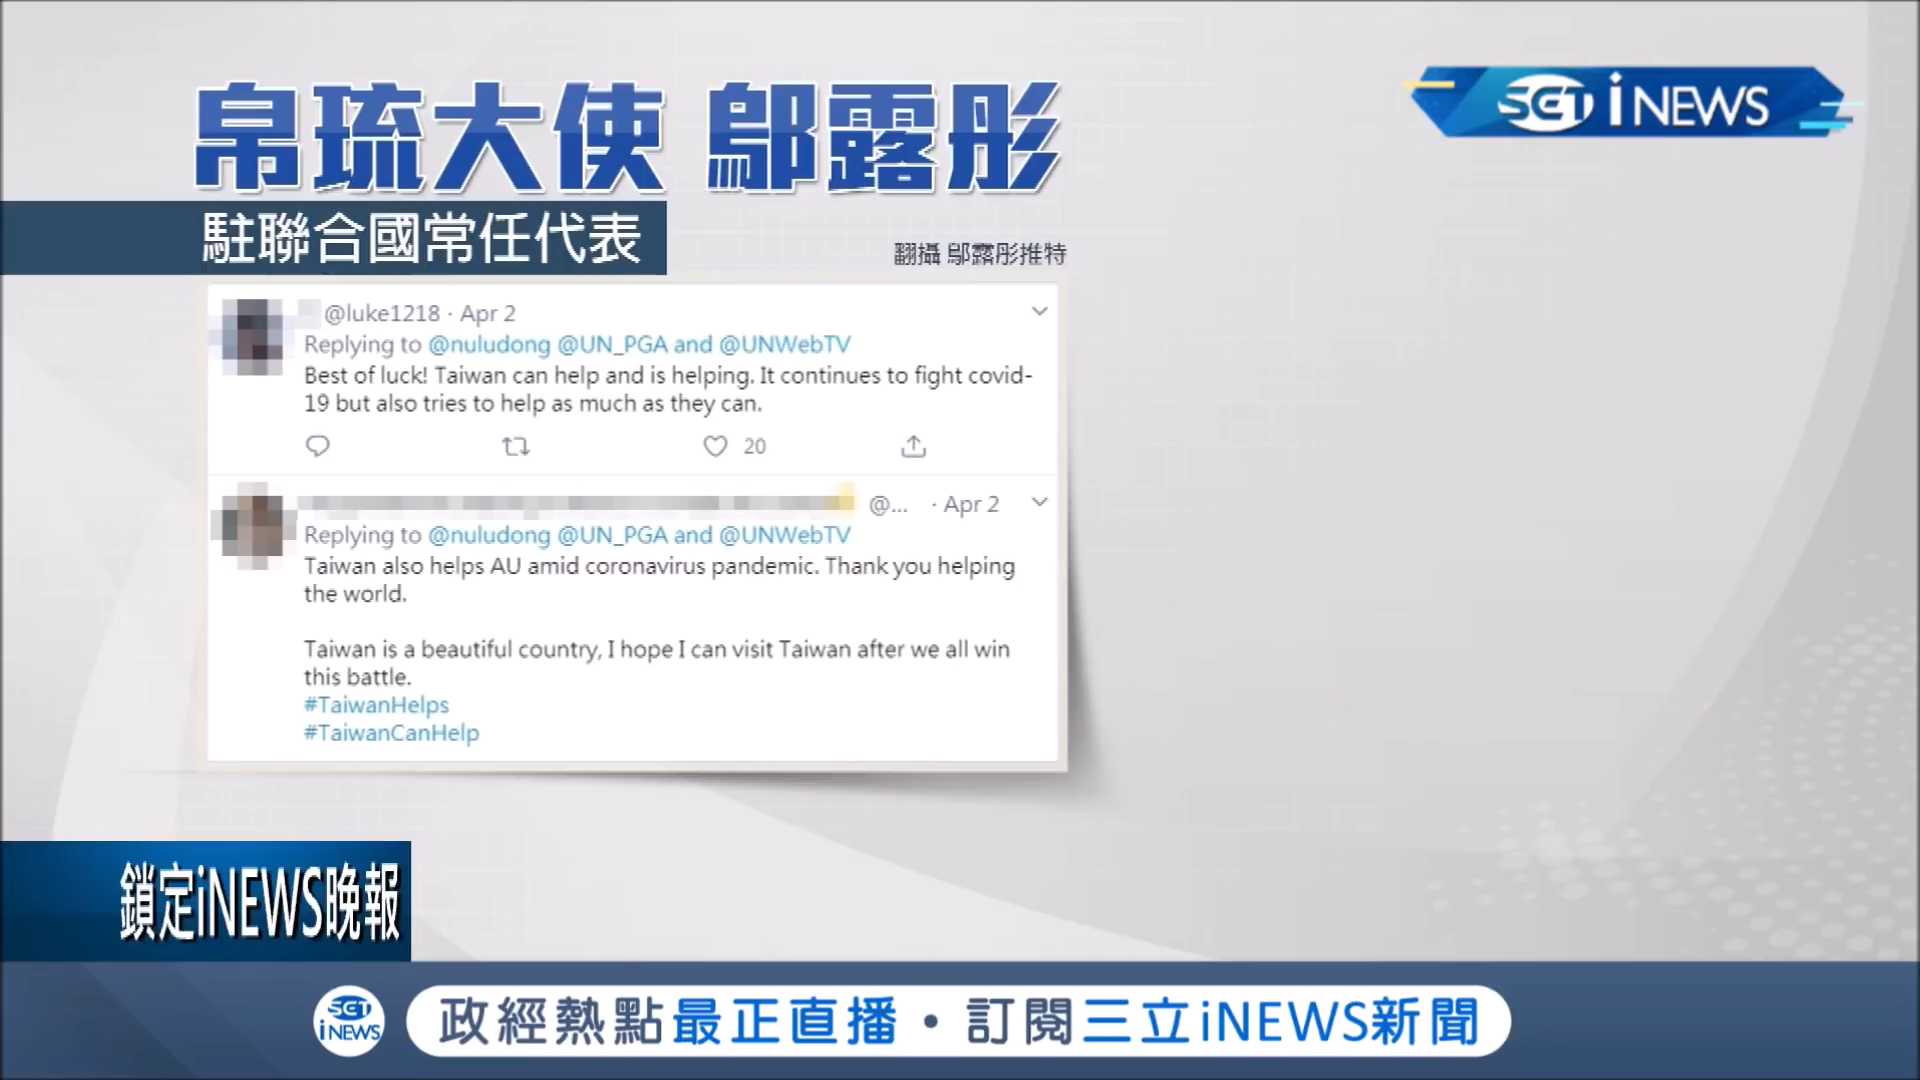 帛琉大使 鄔露彤
SET iNEWS
駐聯合國常任代表
翻攝 鄔露彤推特
@luke1218 · Apr 2
Replying to @nuludong @UN_PGA and @UNWebTV
Best of luck! Taiwan can help and is helping. It continues to fight covid-
19 but also tries to help as much as they can.
20
@... · Apr 2
Replying to @nuludong @UN_PGA and @UNWebTV
Taiwan also helps AU amid coronavirus pandemic. Thank you helping
the world.
Taiwan is a beautiful country, I hope I can visit Taiwan after we all win
this battle.
#TaiwanHelps
#TaiwanCanHelp
鎖定iNEWS晚報
SET
iNEWS
政經熱點最正直播・訂閱三立iNEWS新聞